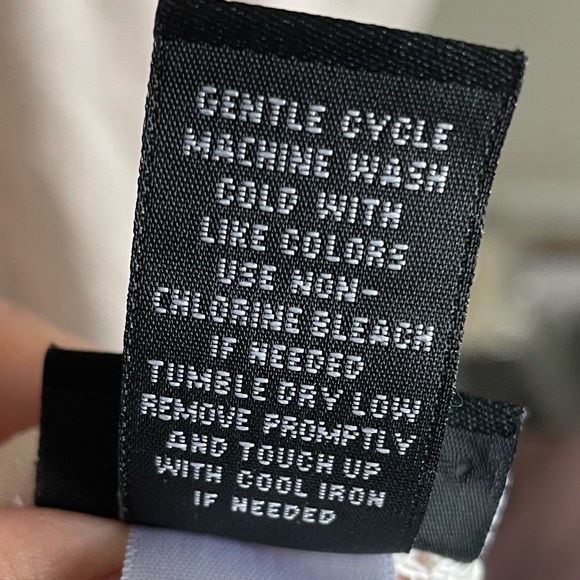 GENTLE CYCLE
MACHINE WASH
COLD WITH
LIKE COLORS
USE NON-
CHLORINE BLEACH
IF NEEDED
TUMBLE DRY LOW
REMOVE PROMPTLY
AND TOUCH UP
WITH COOL IRON
IF NEEDED